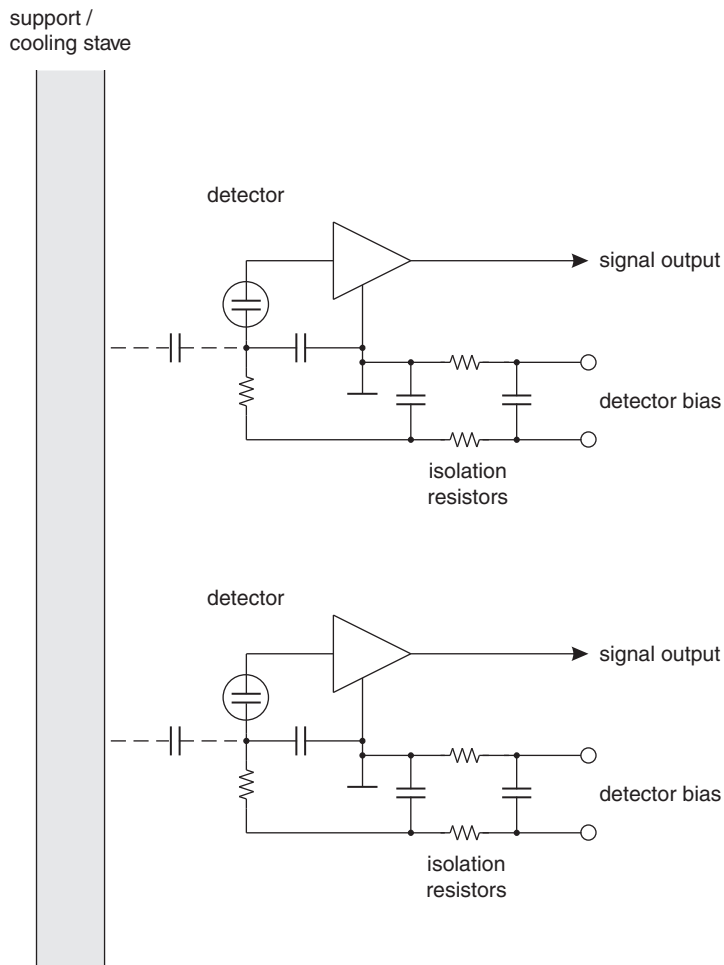 support /
cooling stave
detector
signal output
detector bias
isolation
resistors
detector
signal output
detector bias
isolation
resistors